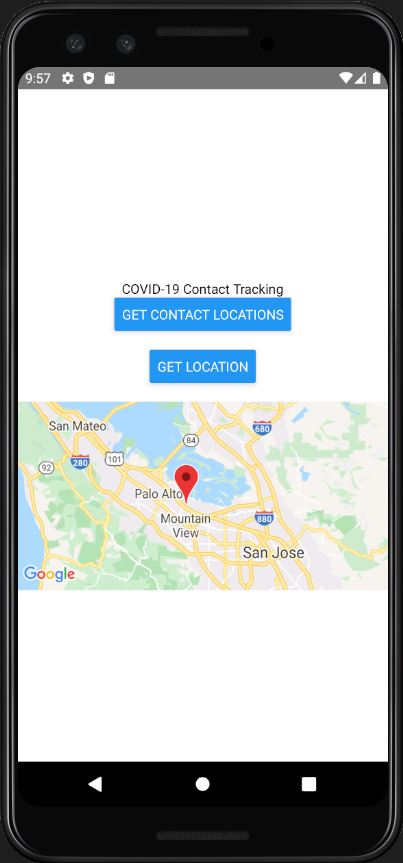 9:57
COVID-19 Contact Tracking
GET CONTACT LOCATIONS
GET LOCATION
San Mateo
680
84
101
280
92
Palo Alto
Mountain
View
880
San Jose
Google